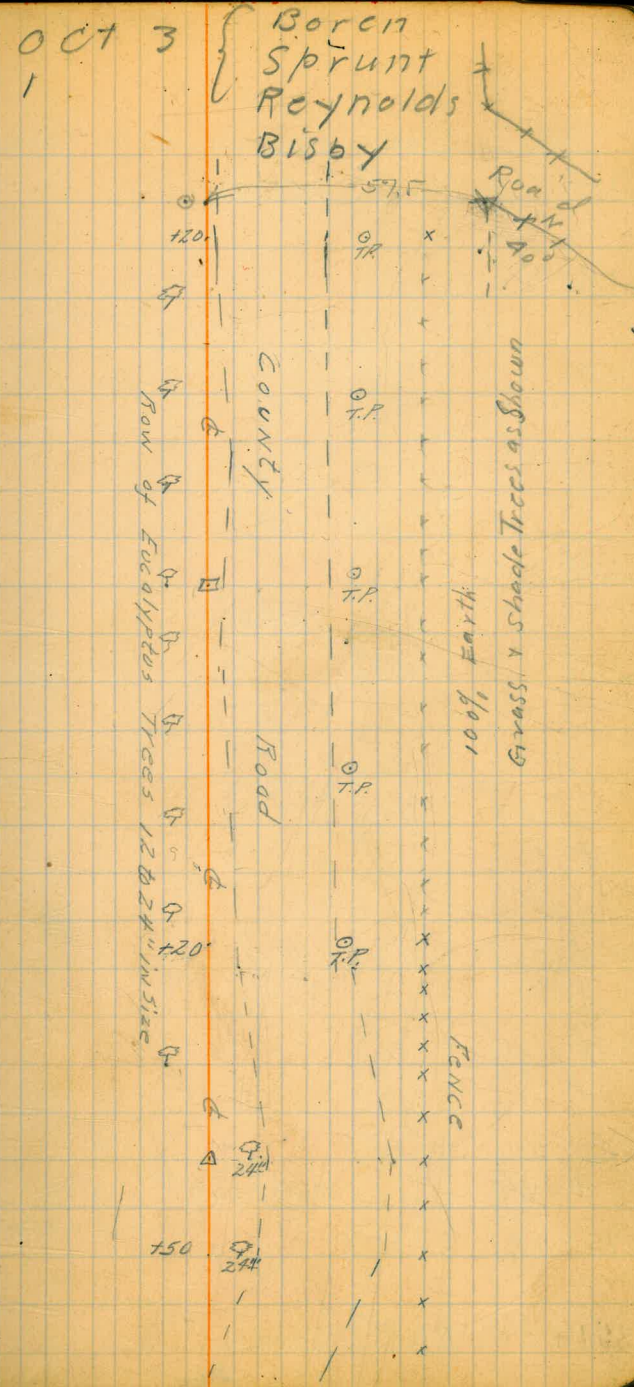 Oct 3
1
Boren
Sprunt
Reynolds
Bisby
57.5
Road
+20
T.P.
County
T.P.
Row of Eucalyptus Trees 12 to 24" in Size
Grass & Shade Trees as Shown
T.P.
100% Earth
Road
T.P.
+20
T.P.
Fence
24"
+50
24"